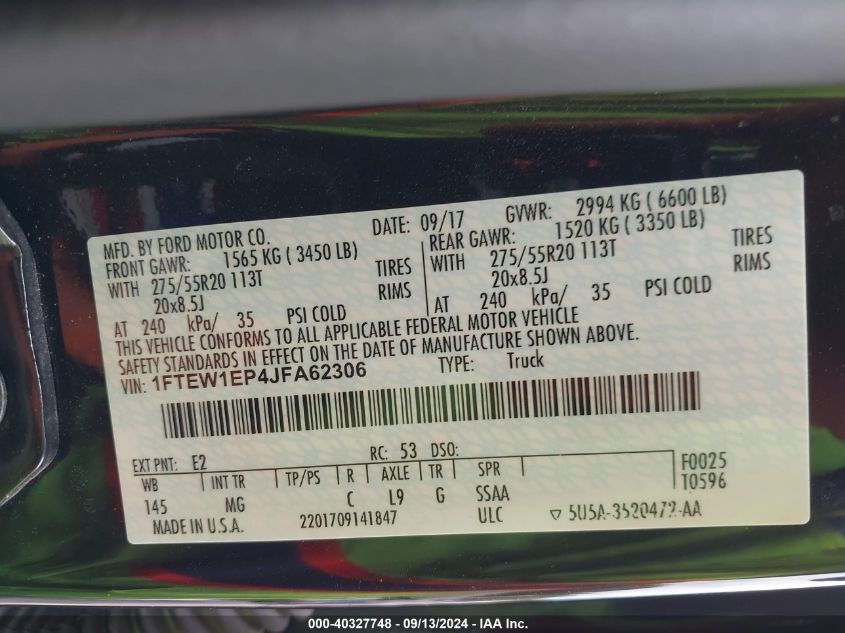 MFD. BY FORD MOTOR CO. DATE: 09/17 GVWR: 2994 KG ( 6600 LB)
FRONT GAWR: 1565 KG ( 3450 LB) REAR GAWR: 1520 KG ( 3350 LB)
WITH 275/55R20 113T TIRES WITH 275/55R20 113T TIRES
20x8.5J RIMS 20x8.5J RIMS
AT 240 kPa/ 35 PSI COLD AT 240 kPa/ 35 PSI COLD
THIS VEHICLE CONFORMS TO ALL APPLICABLE FEDERAL MOTOR VEHICLE
SAFETY STANDARDS IN EFFECT ON THE DATE OF MANUFACTURE SHOWN ABOVE.
VIN: 1FTEW1EP4JFA62306 TYPE: Truck
EXT PNT: E2 RC: 53 DSO: F0025
WB INT TR TP/PS R AXLE TR SPR T0596
145 MG C L9 G SSAA
MADE IN U.S.A. 2201709141847 ULC ▽ 5U5A-3520472-AA
000-40327748 - 09/13/2024 - IAA Inc.